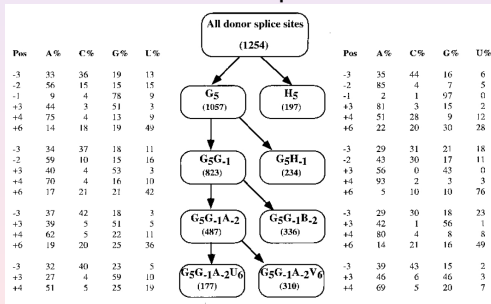 All donor splice sites
(1254)
Pos A% C% G% U%
-3 33 36 19 13
-2 56 15 15 15
-1 9 4 78 9
+3 44 3 51 3
+4 75 4 13 9
+6 14 18 19 49
G5
(1057)
H5
(197)
Pos A% C% G% U%
-3 35 44 16 6
-2 85 4 7 5
-1 2 1 97 0
+3 81 3 15 2
+4 51 28 9 12
+6 22 20 30 28
-3 34 37 18 11
-2 59 10 15 16
+3 40 4 53 3
+4 70 4 16 10
+6 17 21 21 42
G5G-1
(823)
G5H-1
(234)
-3 29 31 21 18
-2 43 30 17 11
+3 56 0 43 0
+4 93 2 3 3
+6 5 10 10 76
-3 37 42 18 3
+3 39 5 51 5
+4 62 5 22 11
+6 19 20 25 36
G5G-1A-2
(487)
G5G-1B-2
(336)
-3 29 30 18 23
+3 42 1 56 1
+4 80 4 8 8
+6 14 21 16 49
-3 32 40 23 5
+3 27 4 59 10
+4 51 5 25 19
G5G-1A-2U6
(177)
G5G-1A-2V6
(310)
-3 39 43 15 2
+3 46 6 46 3
+4 69 5 20 7